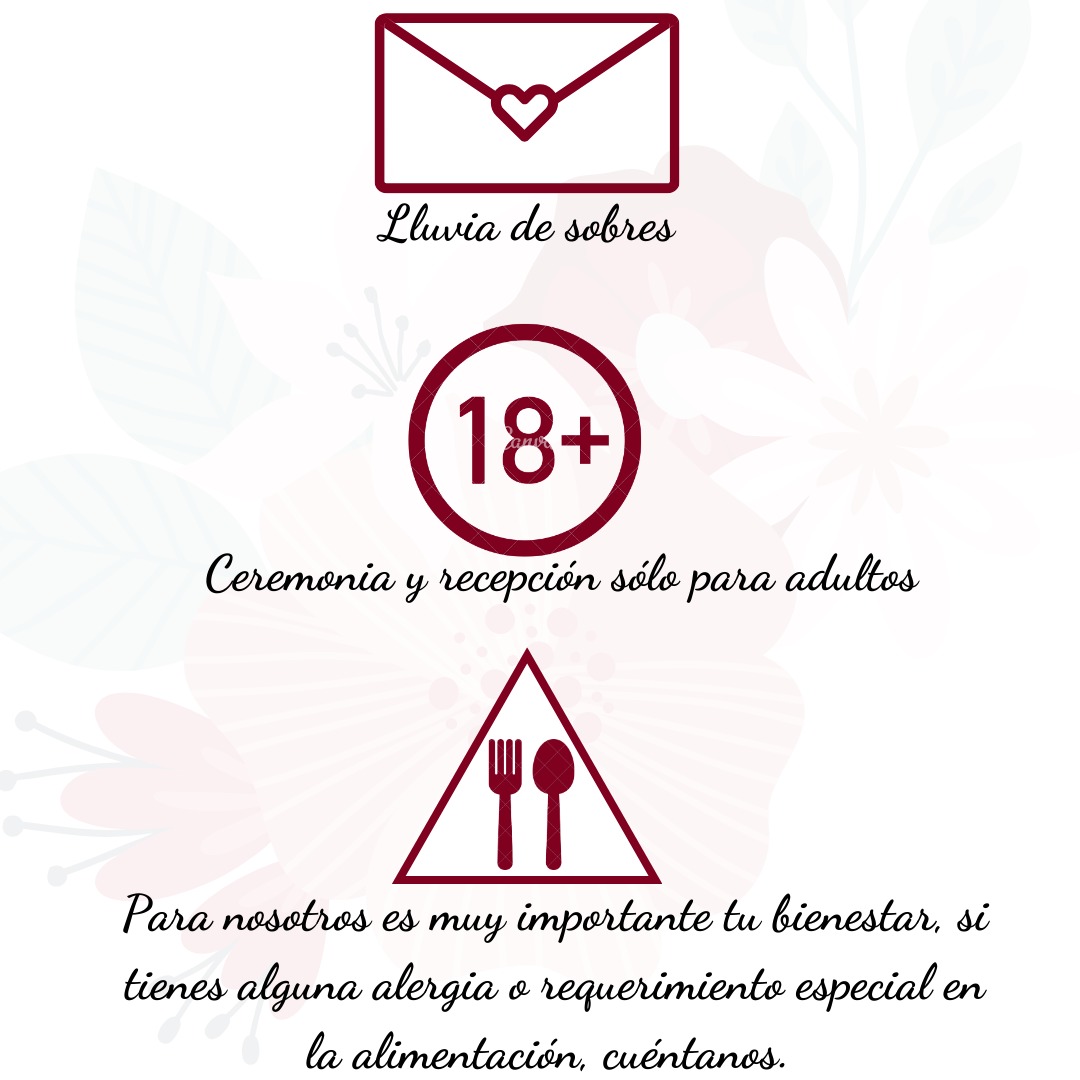 Lluvia de sobres
18+
Canva
Ceremonia y recepción sólo para adultos
Para nosotros es muy importante tu bienestar, si
tienes alguna alergia o requerimiento especial en
la alimentación, cuéntanos.